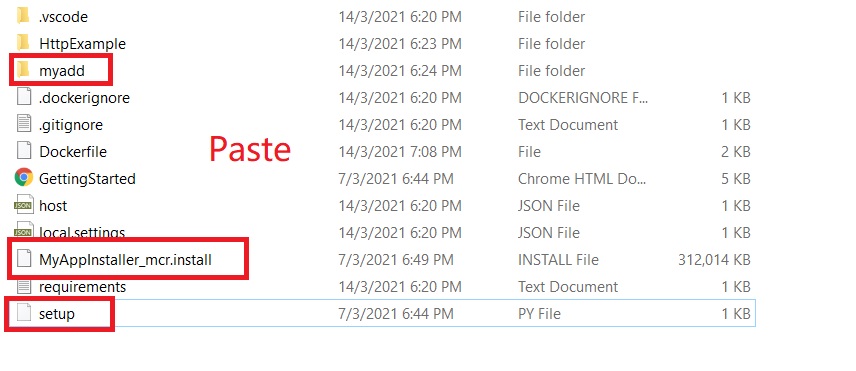 .vscode 14/3/2021 6:20 PM File folder
HttpExample 14/3/2021 6:23 PM File folder
myadd 14/3/2021 6:24 PM File folder
.dockerignore 14/3/2021 6:20 PM DOCKERIGNORE F... 1 KB
.gitignore 14/3/2021 6:20 PM Text Document 1 KB
Paste
Dockerfile 14/3/2021 7:08 PM File 2 KB
GettingStarted 7/3/2021 6:44 PM Chrome HTML Do... 5 KB
host 14/3/2021 6:20 PM JSON File 1 KB
local.settings 14/3/2021 6:20 PM JSON File 1 KB
MyAppInstaller_mcr.install 7/3/2021 6:49 PM INSTALL File 312,014 KB
requirements 14/3/2021 6:20 PM Text Document 1 KB
setup 7/3/2021 6:44 PM PY File 1 KB